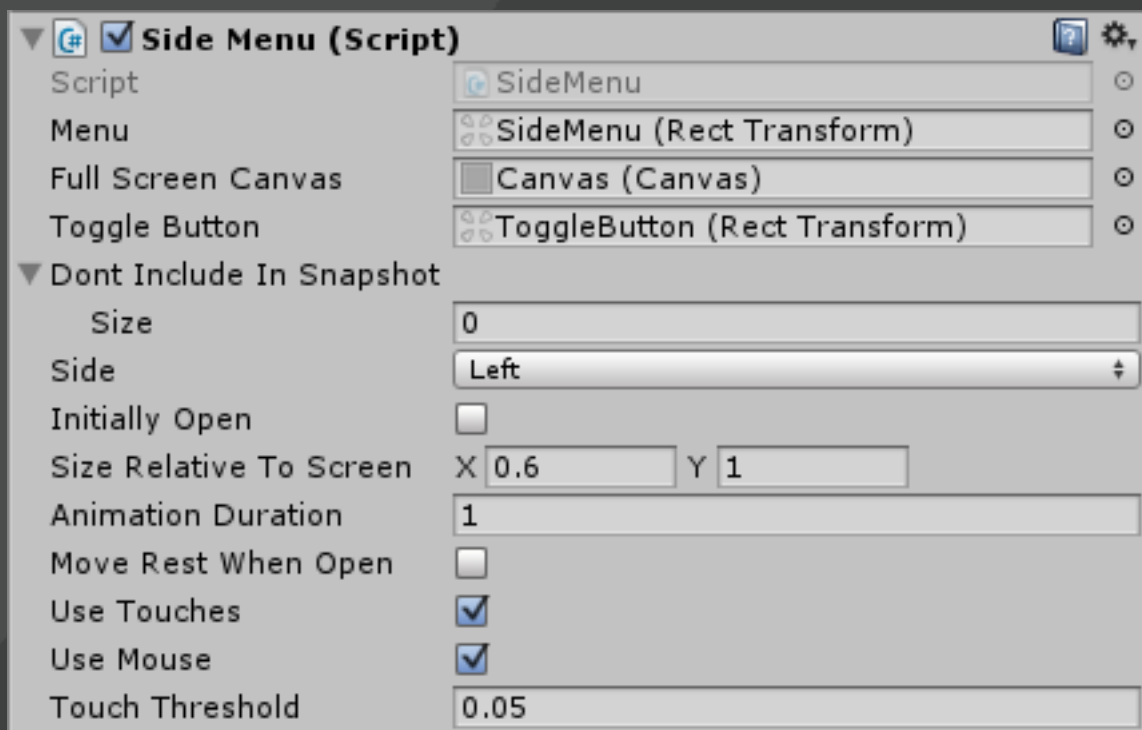 Side Menu (Script)
Script SideMenu
Menu SideMenu (Rect Transform)
Full Screen Canvas Canvas (Canvas)
Toggle Button ToggleButton (Rect Transform)
Dont Include In Snapshot
Size 0
Side Left
Initially Open
Size Relative To Screen X 0.6 Y 1
Animation Duration 1
Move Rest When Open
Use Touches
Use Mouse
Touch Threshold 0.05